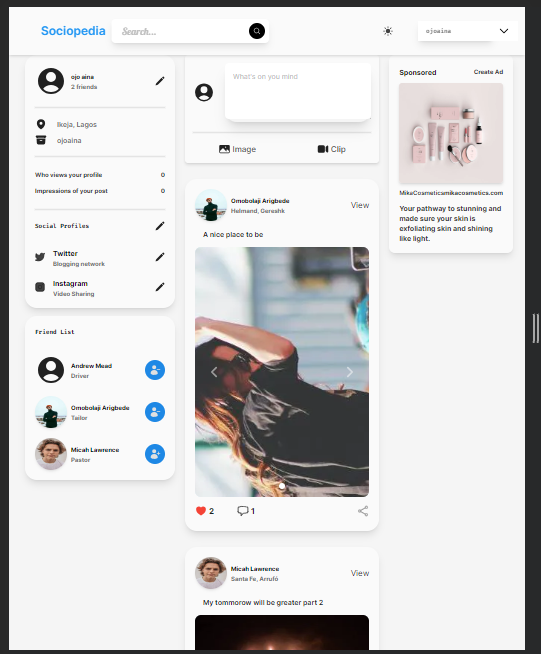 Sociopedia
Search...
ojoaina
ojo aina
2 friends
Ikeja, Lagos
ojoaina
Who views your profile 0
Impressions of your post 0
Social Profiles
Twitter
Blogging network
Instagram
Video Sharing
Friend List
Andrew Mead
Driver
Omobolaji Arigbede
Tailor
Micah Lawrence
Pastor
What's on you mind
Image
Clip
Omobolaji Arigbede
Helmand, Gereshk
View
A nice place to be
2
1
Micah Lawrence
Santa Fe, Arrufó
View
My tommorow will be greater part 2
Sponsored
Create Ad
MikaCosmetics
mikacosmetics.com
Your pathway to stunning and
made sure your skin is
exfoliating skin and shining
like light.